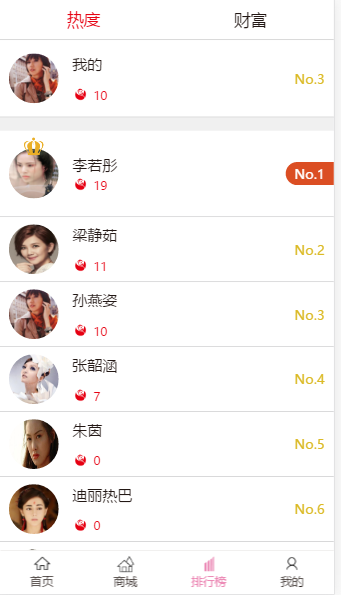 热度 财富
我的
10
No.3
李若彤
19
No.1
梁静茹
11
No.2
孙燕姿
10
No.3
张韶涵
7
No.4
朱茵
0
No.5
迪丽热巴
0
No.6
首页 商城 排行榜 我的